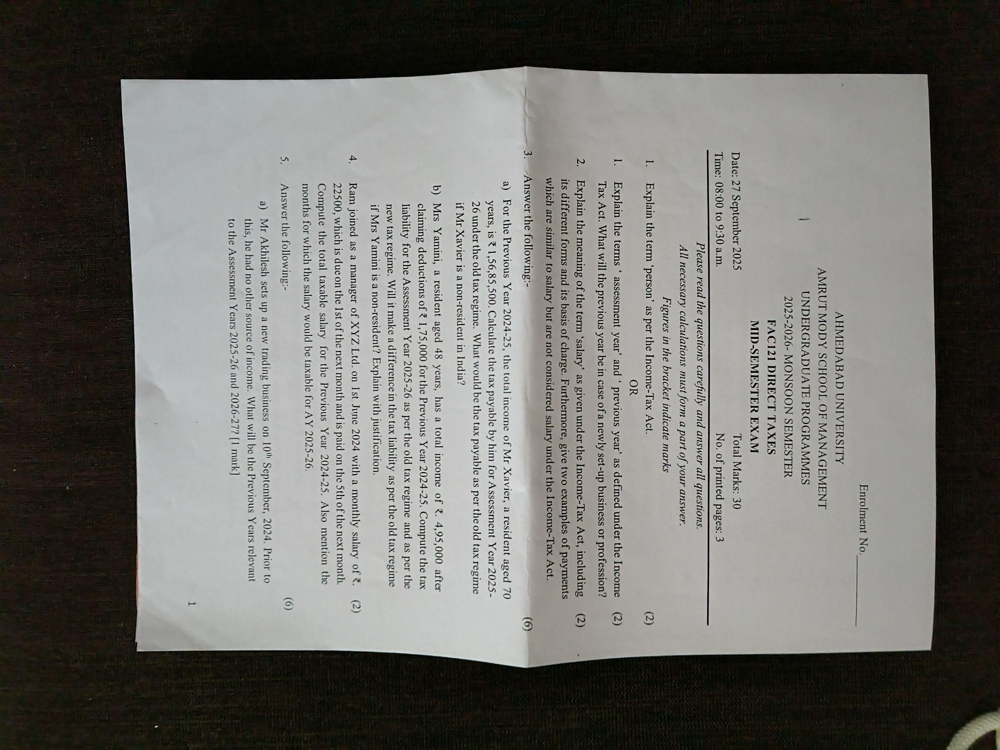 Enrolment No.
AHMEDABAD UNIVERSITY
AMRUT MODY SCHOOL OF MANAGEMENT
UNDERGRADUATE PROGRAMMES
2025-2026- MONSOON SEMESTER
FAC121 DIRECT TAXES
MID-SEMESTER EXAM
Date: 27 September 2025 Total Marks: 30
Time: 08:00 to 9:30 a.m. No. of printed pages: 3
Please read the questions carefully and answer all questions.
All necessary calculations must form a part of your answer.
Figures in the bracket indicate marks
1. Explain the term ‘person’ as per the Income-Tax Act. (2)
OR
1. Explain the terms ‘ assessment year’ and ‘ previous year’ as defined under the Income (2)
Tax Act. What will the previous year be in case of a newly set-up business or profession?
2. Explain the meaning of the term ‘salary’ as given under the Income-Tax Act, including (2)
its different forms and its basis of charge. Furthermore, give two examples of payments
which are similar to salary but are not considered salary under the Income-Tax Act.
3. Answer the following:- (6)
a) For the Previous Year 2024-25, the total income of Mr Xavier, a resident aged 70
years, is ₹ 1,56,85,500. Calculate the tax payable by him for Assessment Year 2025-
26 under the old tax regime. What would be the tax payable as per the old tax regime
if Mr Xavier is a non-resident in India?
b) Mrs Yamini, a resident aged 48 years, has a total income of ₹. 4,95,000 after
claiming deductions of ₹ 1,75,000 for the Previous Year 2024-25. Compute the tax
liability for the Assessment Year 2025-26 as per the old tax regime and as per the
new tax regime. Will it make a difference in the tax liability as per the old tax regime
if Mrs Yamini is a non-resident? Explain with justification.
4. Ram joined as a manager of XYZ Ltd. on 1st June 2024 with a monthly salary of ₹. (2)
22500, which is due on the 1st of the next month and is paid on the 5th of the next month.
Compute the total taxable salary for the Previous Year 2024-25. Also mention the
months for which the salary would be taxable for AY 2025-26.
5. Answer the following:- (6)
a) Mr Akhilesh sets up a new trading business on 10th September, 2024. Prior to
this, he had no other source of income. What will be the Previous Years relevant
to the Assessment Years 2025-26 and 2026-27? [1 mark]
1